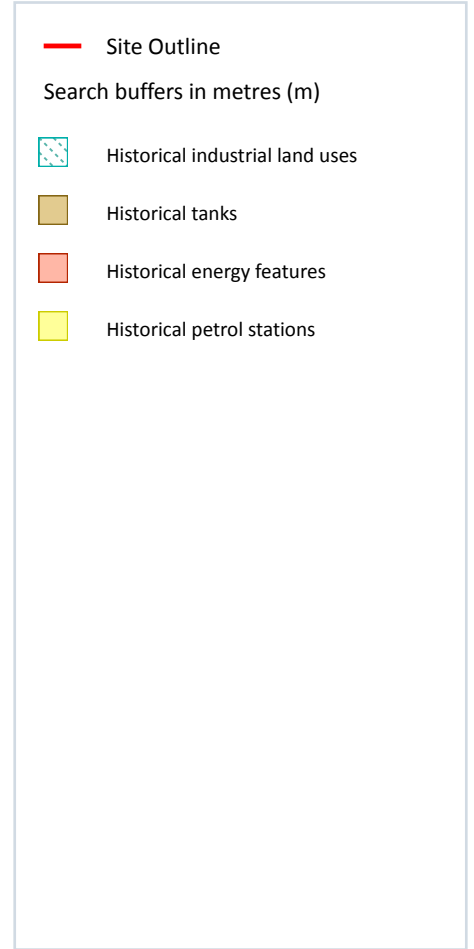 Site Outline
Search buffers in metres (m)
Historical industrial land uses
Historical tanks
Historical energy features
Historical petrol stations